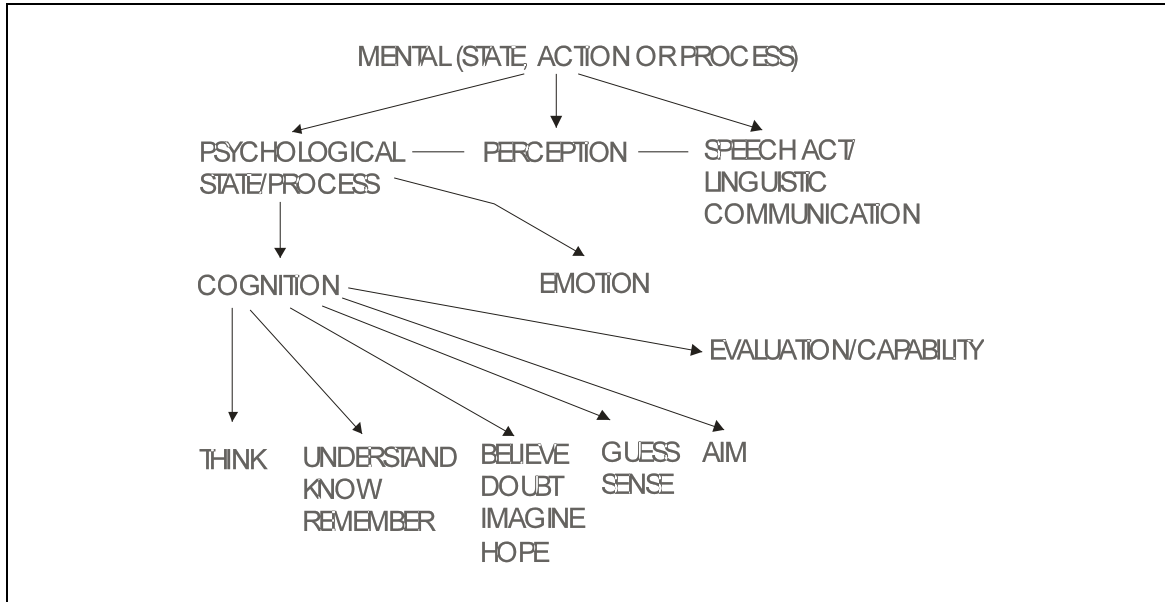 MENTAL (STATE, ACTION OR PROCESS)
PSYCHOLOGICAL
STATE/PROCESS
PERCEPTION
SPEECH ACT/
LINGUISTIC
COMMUNICATION
COGNITION
EMOTION
EVALUATION/CAPABILITY
THINK
UNDERSTAND
KNOW
REMEMBER
BELIEVE
DOUBT
IMAGINE
HOPE
GUESS
SENSE
AIM